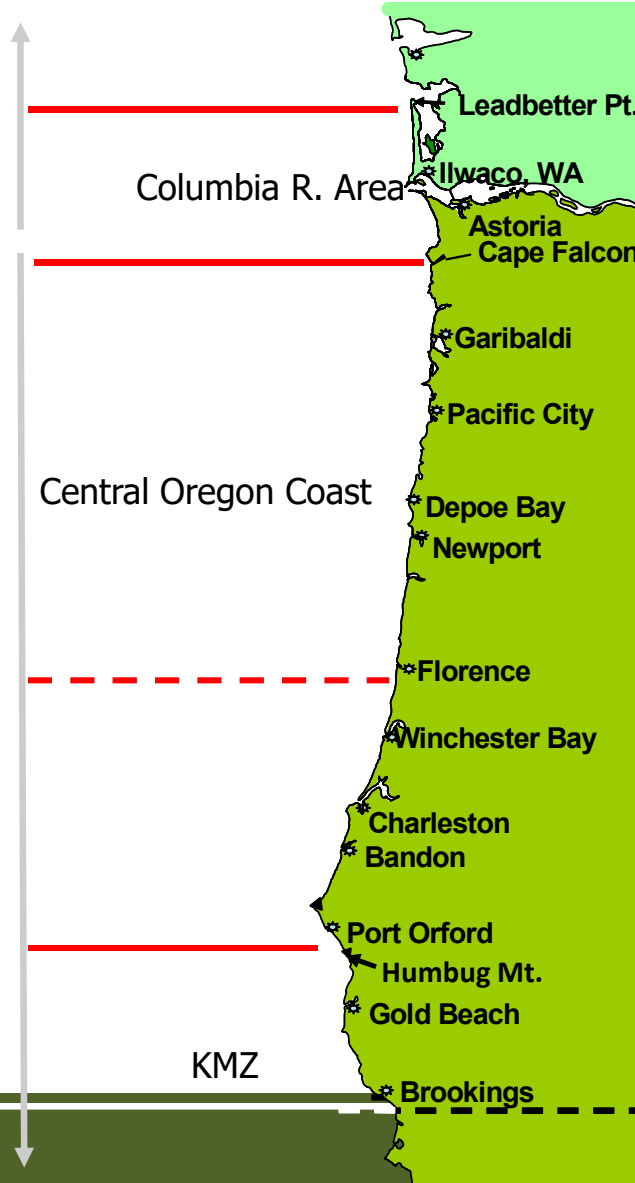 Leadbetter Pt.
Ilwaco, WA
Columbia R. Area
Astoria
Cape Falcon
Garibaldi
Pacific City
Central Oregon Coast
Depoe Bay
Newport
Florence
Winchester Bay
Charleston
Bandon
Port Orford
Humbug Mt.
Gold Beach
KMZ
Brookings